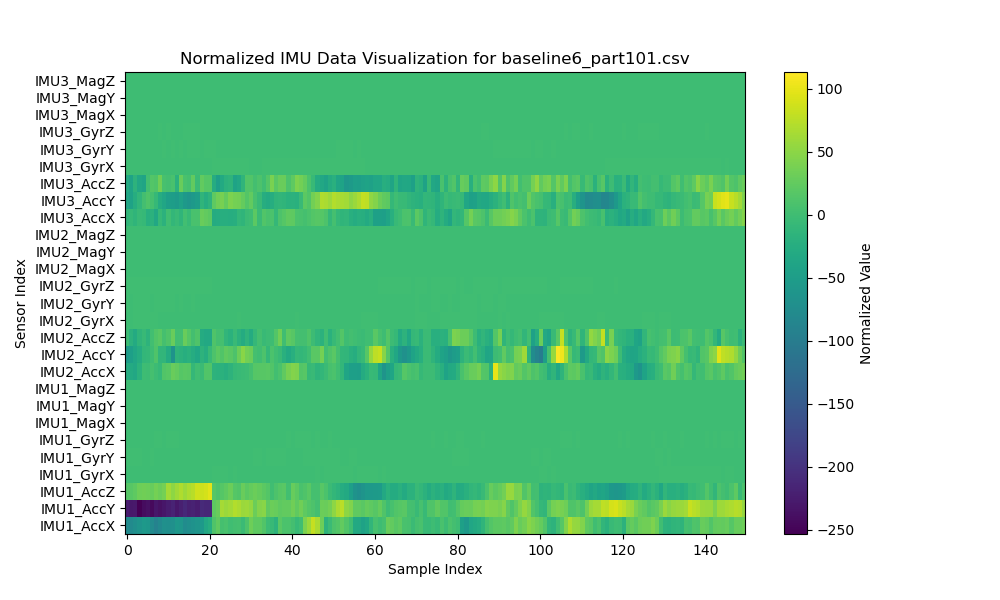 Normalized IMU Data Visualization for baseline6_part101.csv
IMU3_MagZ
IMU3_MagY
IMU3_MagX
IMU3_GyrZ
IMU3_GyrY
IMU3_GyrX
IMU3_AccZ
IMU3_AccY
IMU3_AccX
IMU2_MagZ
IMU2_MagY
IMU2_MagX
IMU2_GyrZ
IMU2_GyrY
IMU2_GyrX
IMU2_AccZ
IMU2_AccY
IMU2_AccX
IMU1_MagZ
IMU1_MagY
IMU1_MagX
IMU1_GyrZ
IMU1_GyrY
IMU1_GyrX
IMU1_AccZ
IMU1_AccY
IMU1_AccX
Sensor Index
0 20 40 60 80 100 120 140
Sample Index
100
50
0
−50
−100
−150
−200
−250
Normalized Value